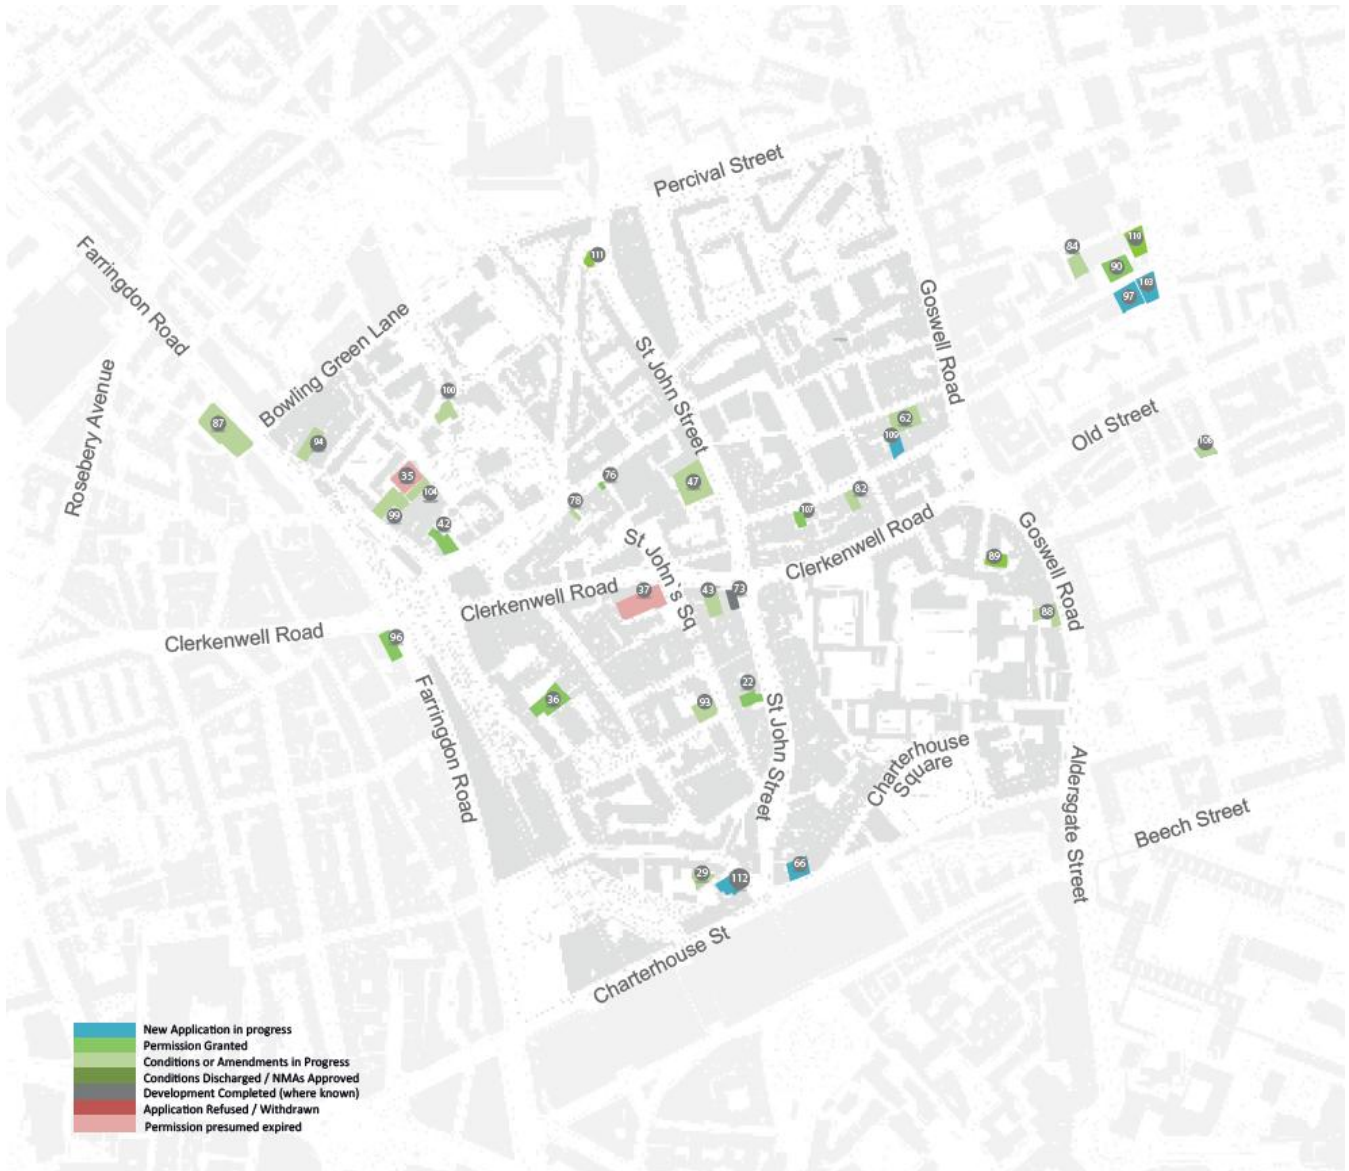 Percival Street
110
84
111
90
103
97
Farringdon Road
Goswell Road
Bowling Green Lane
St John Street
Rosebery Avenue
100
87
62
Old Street
94
109
106
35
76
47
104
82
78
99
107
42
Goswell Road
Clerkenwell Road
St John's Sq
89
Clerkenwell Road
37
43
73
88
Clerkenwell Road
96
Farringdon Road
22
36
93
St John Street
Charterhouse
Square
Aldersgate Street
Beech Street
66
29
112
Charterhouse St
New Application in progress
Permission Granted
Conditions or Amendments in Progress
Conditions Discharged / NMAs Approved
Development Completed (where known)
Application Refused / Withdrawn
Permission presumed expired